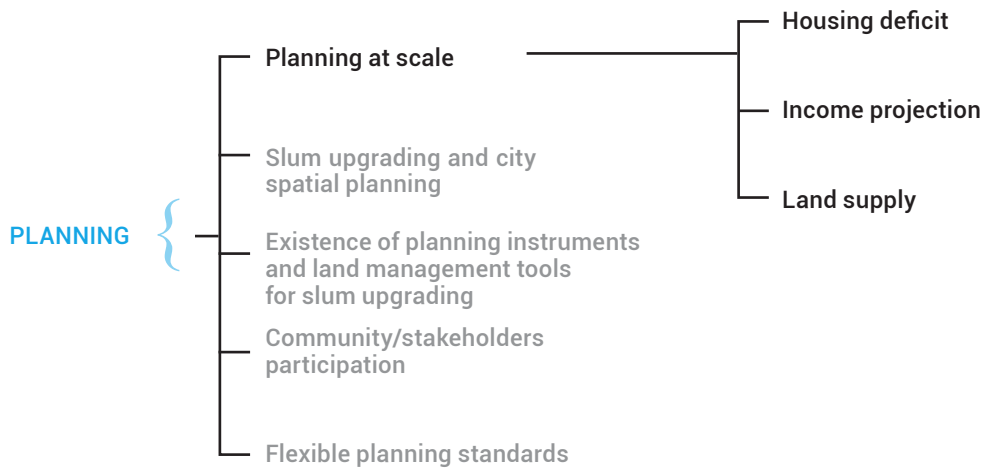 PLANNING
Planning at scale
Slum upgrading and city
spatial planning
Existence of planning instruments
and land management tools
for slum upgrading
Community/stakeholders
participation
Flexible planning standards
Housing deficit
Income projection
Land supply